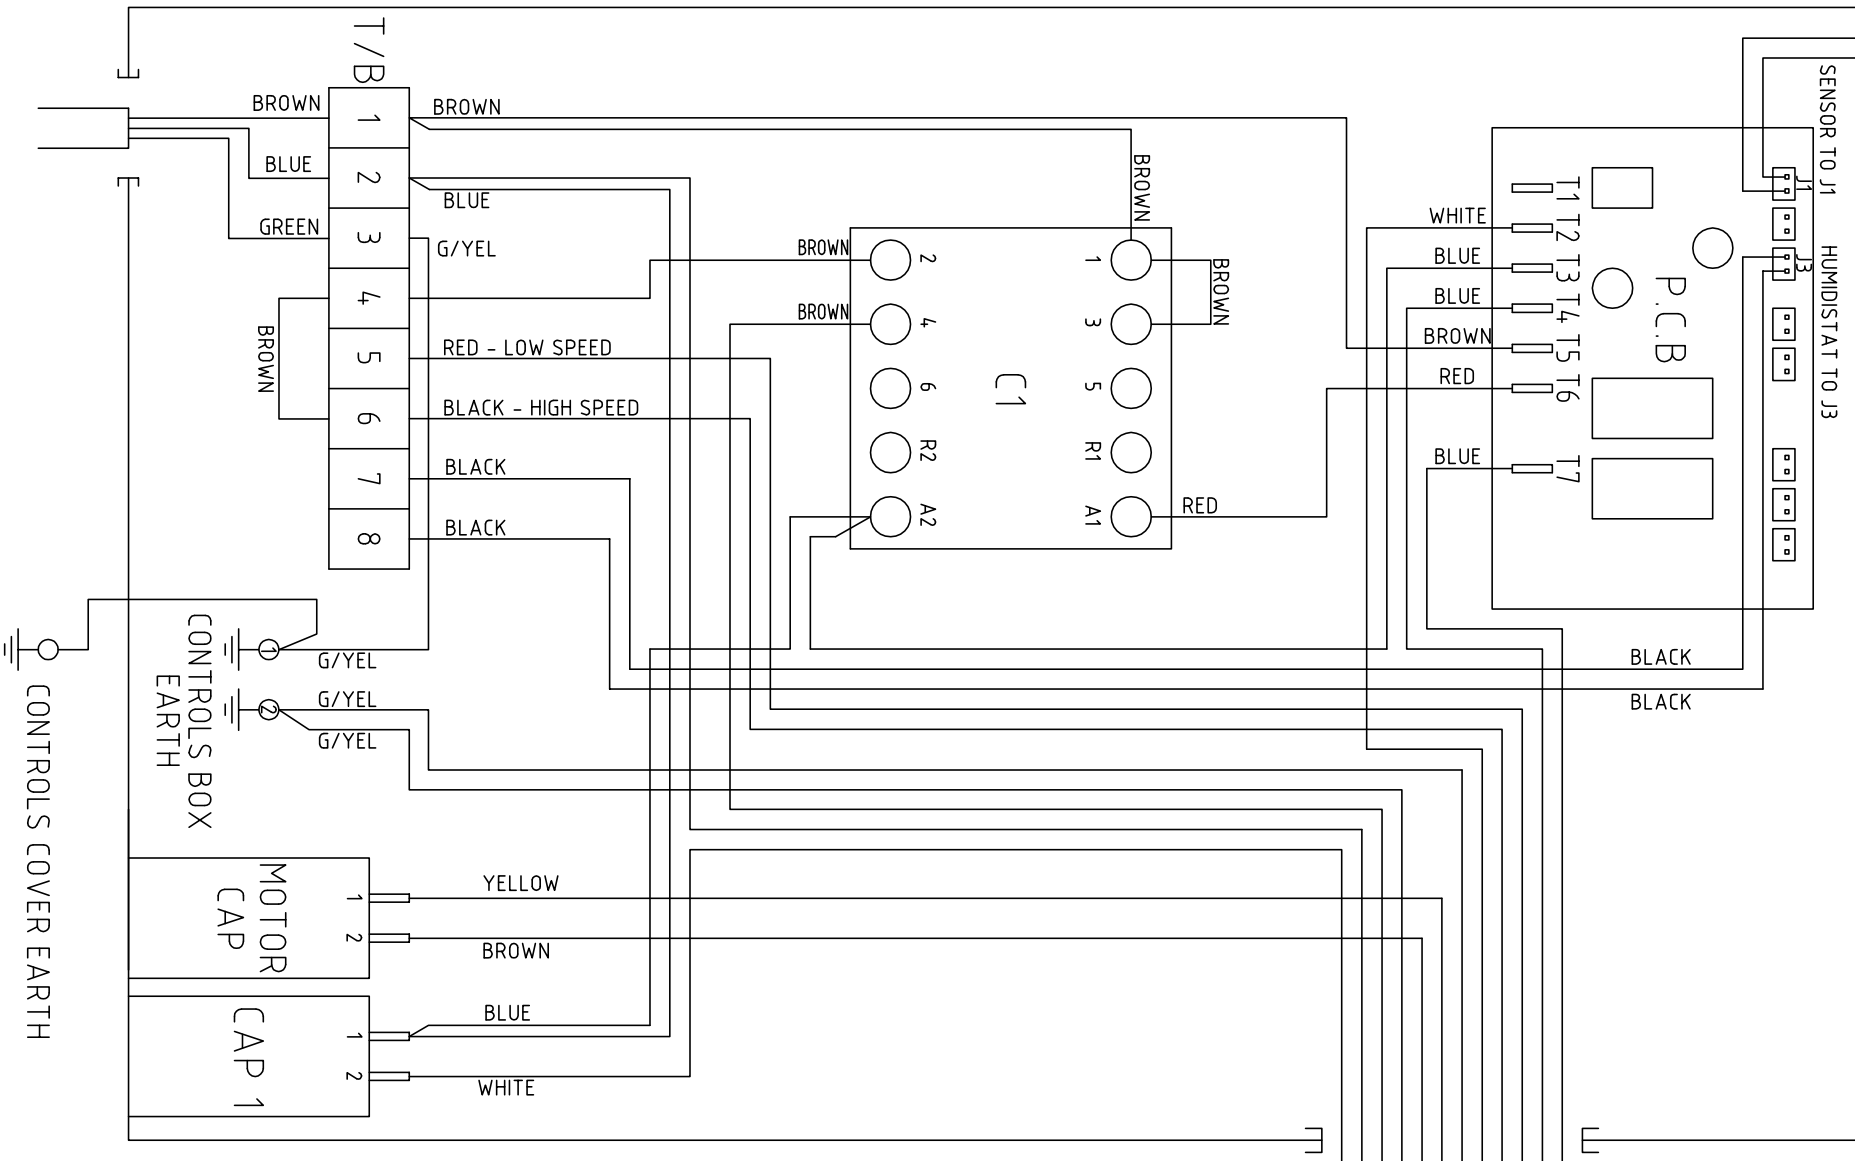 T/B
BROWN
BLUE
GREEN
1
2
3
4
5
6
7
8
BROWN
BROWN
BLUE
G/YEL
RED - LOW SPEED
BLACK - HIGH SPEED
BLACK
BLACK
BROWN
BROWN
BROWN
BROWN
2
4
6
R2
A2
C1
1
3
5
R1
A1
RED
WHITE
BLUE
BLUE
BROWN
RED
BLUE
T1
T2
T3
T4
T5
T6
T7
P.C.B
J1
J3
SENSOR TO J1
HUMIDISTAT TO J3
BLACK
BLACK
1
2
G/YEL
G/YEL
G/YEL
CONTROLS BOX
EARTH
CONTROLS COVER EARTH
MOTOR
CAP
1
2
YELLOW
BROWN
CAP 1
1
2
BLUE
WHITE